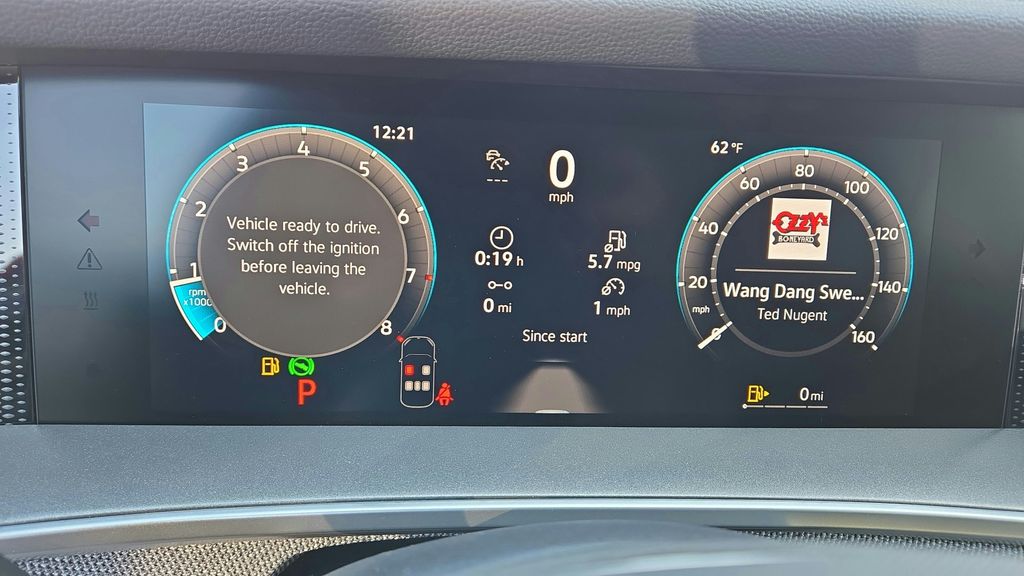 12:21
4
3
5
2
6
1
7
rpm
x1000
0
8
Vehicle ready to drive.
Switch off the ignition
before leaving the
vehicle.
P
---
0
mph
0:19 h
5.7 mpg
0 mi
1 mph
Since start
62 °F
80
60
100
40
120
20
140
mph
0
160
OZZY's
BONEYARD
Wang Dang Swe...
Ted Nugent
0 mi